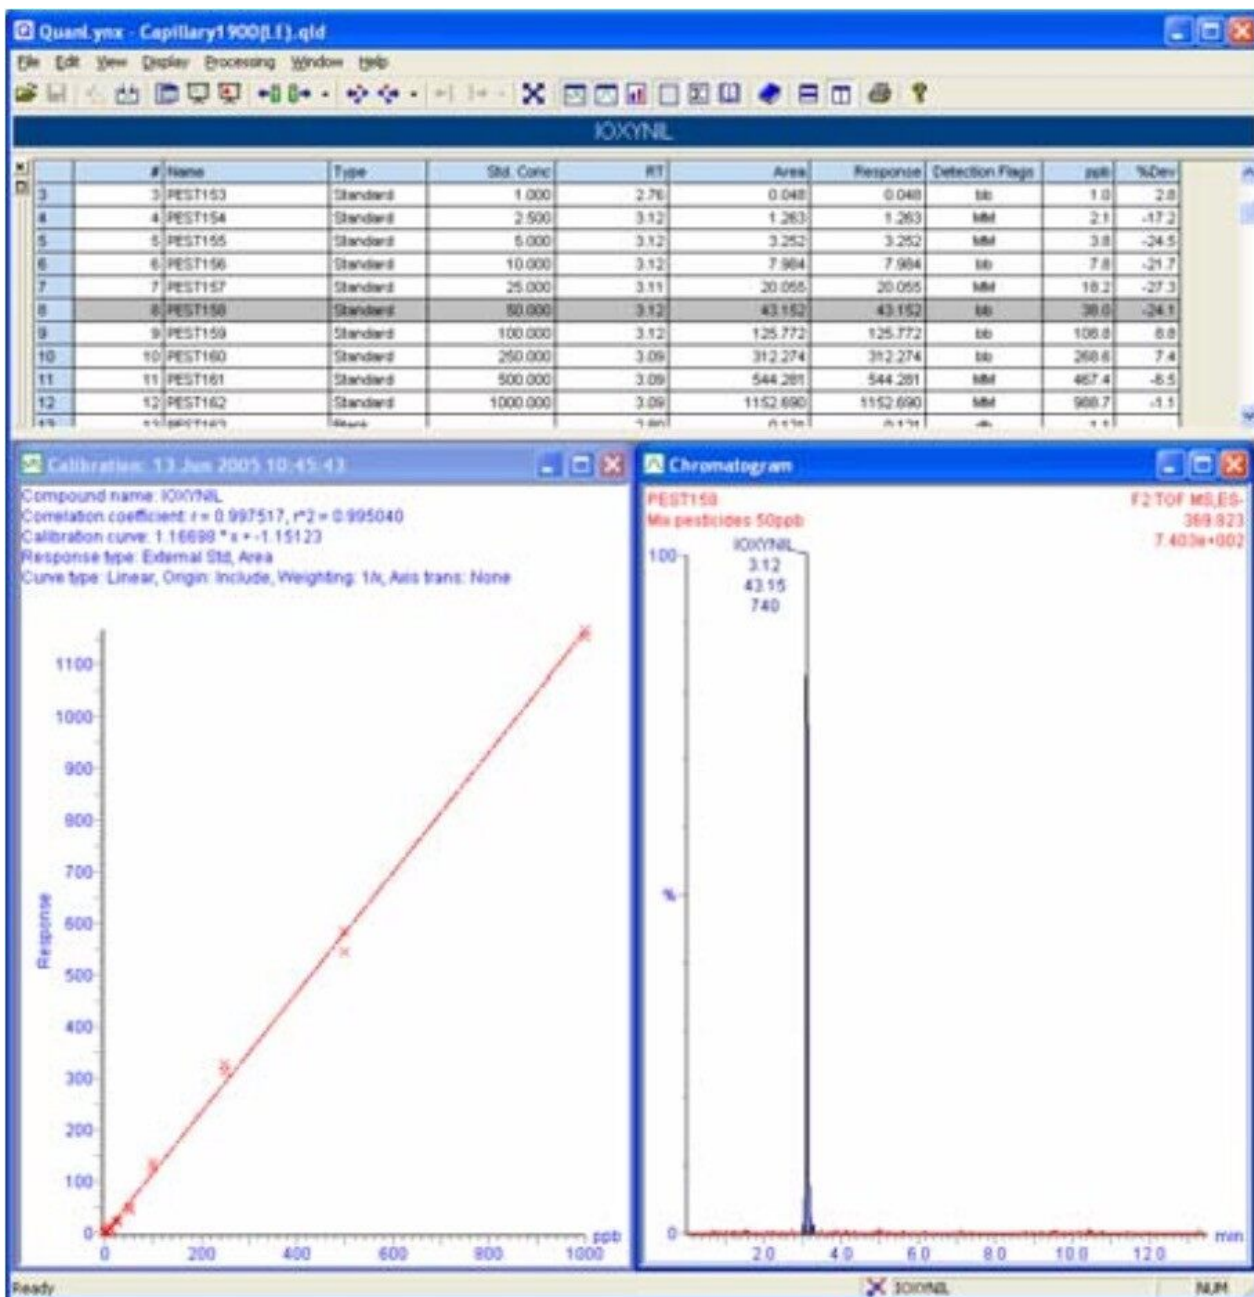 QuanLynx - Capillary1900{LE}.qld
File Edit View Display Processing Window Help
IOXYNIL
# Name Type Std. Conc RT Area Response Detection Flags ppb %Dev
3 3 PEST153 Standard 1.000 2.76 0.048 0.048 bb 1.0 2.8
4 4 PEST154 Standard 2.500 3.12 1.263 1.263 MM 2.1 -17.2
5 5 PEST155 Standard 5.000 3.12 3.252 3.252 MM 3.8 -24.5
6 6 PEST156 Standard 10.000 3.12 7.984 7.984 bb 7.8 -21.7
7 7 PEST157 Standard 25.000 3.11 20.055 20.055 MM 18.2 -27.3
8 8 PEST158 Standard 50.000 3.12 43.152 43.152 bb 38.0 -24.1
9 9 PEST159 Standard 100.000 3.12 125.772 125.772 bb 108.8 8.8
10 10 PEST160 Standard 250.000 3.09 312.274 312.274 bb 268.6 7.4
11 11 PEST161 Standard 500.000 3.09 544.281 544.281 MM 467.4 -6.5
12 12 PEST162 Standard 1000.000 3.09 1152.690 1152.690 MM 988.7 -1.1
Calibration: 13 Jun 2005 10:45:43
Compound name: IOXYNIL
Correlation coefficient: r = 0.997517, r^2 = 0.995040
Calibration curve: 1.16698 * x + -1.15123
Response type: External Std, Area
Curve type: Linear, Origin: Include, Weighting: 1/x, Axis trans: None
1100
1000
900
800
700
600
500
400
300
200
100
0
Response
0 200 400 600 800 1000 ppb
Chromatogram
PEST158 F2:TOF MS,ES-
Mix pesticides 50ppb 369.823
7.403e+002
100
IOXYNIL
3.12
43.15
740
%
0
2.0 4.0 6.0 8.0 10.0 12.0 min
Ready IOXYNIL NUM